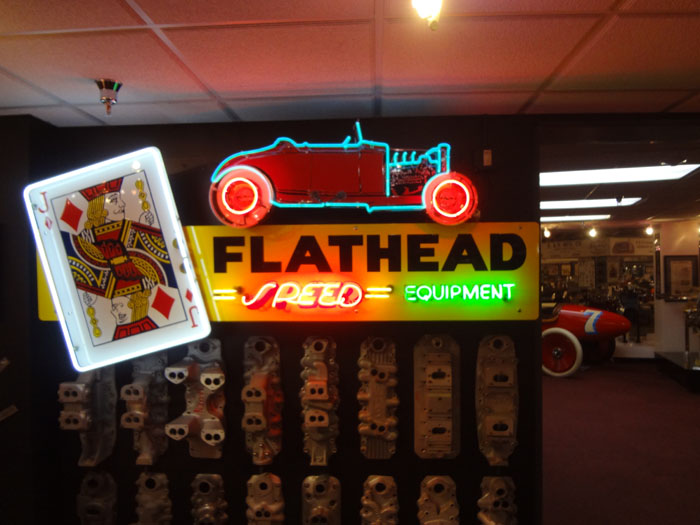 J
FLATHEAD
= SPEED = EQUIPMENT
J